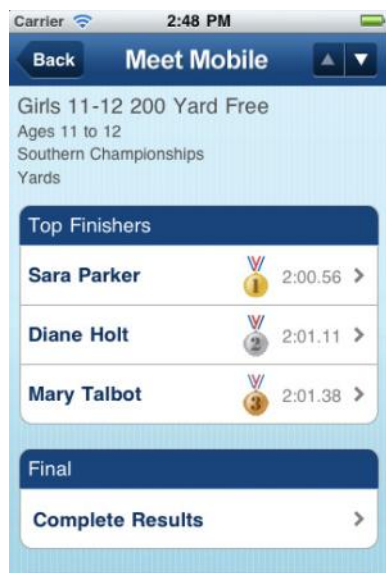 Carrier 2:48 PM
Back Meet Mobile
Girls 11-12 200 Yard Free
Ages 11 to 12
Southern Championships
Yards
Top Finishers
Sara Parker 1 2:00.56
Diane Holt 2 2:01.11
Mary Talbot 3 2:01.38
Final
Complete Results